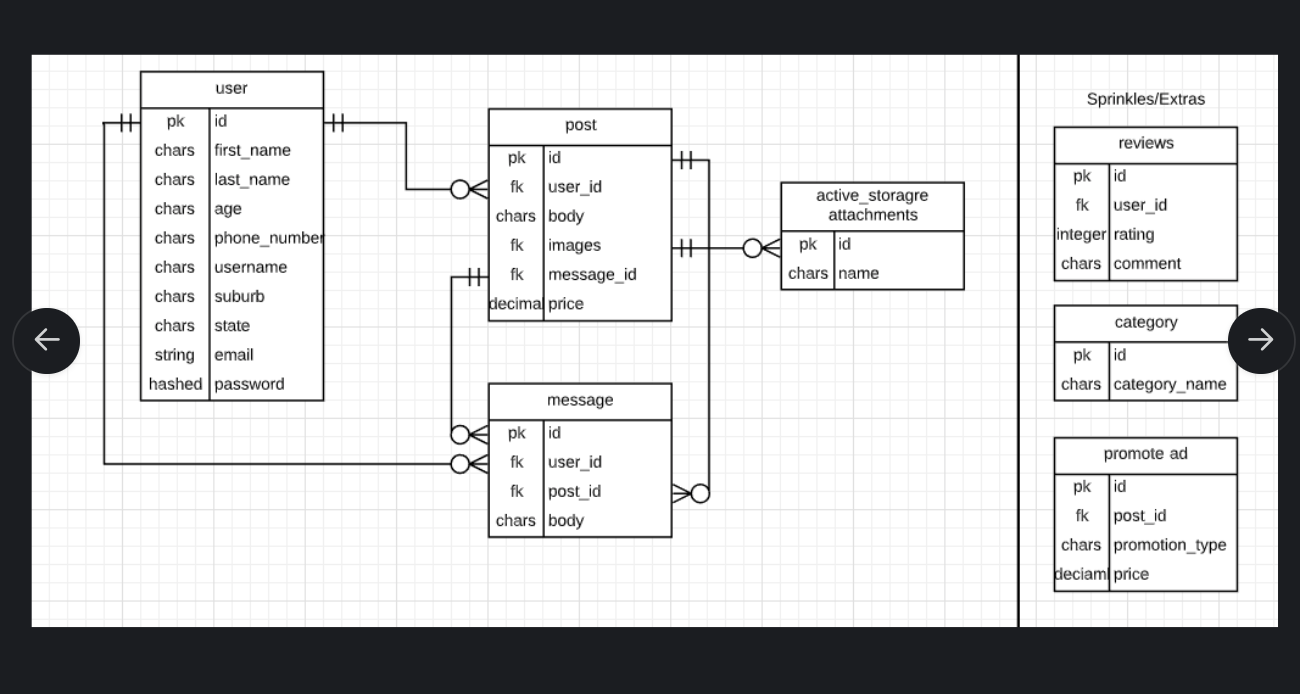 user
pk id
chars first_name
chars last_name
chars age
chars phone_number
chars username
chars suburb
chars state
string email
hashed password
post
pk id
fk user_id
chars body
fk images
fk message_id
decimal price
message
pk id
fk user_id
fk post_id
chars body
active_storagre
attachments
pk id
chars name
Sprinkles/Extras
reviews
pk id
fk user_id
integer rating
chars comment
category
pk id
chars category_name
promote ad
pk id
fk post_id
chars promotion_type
deciaml price